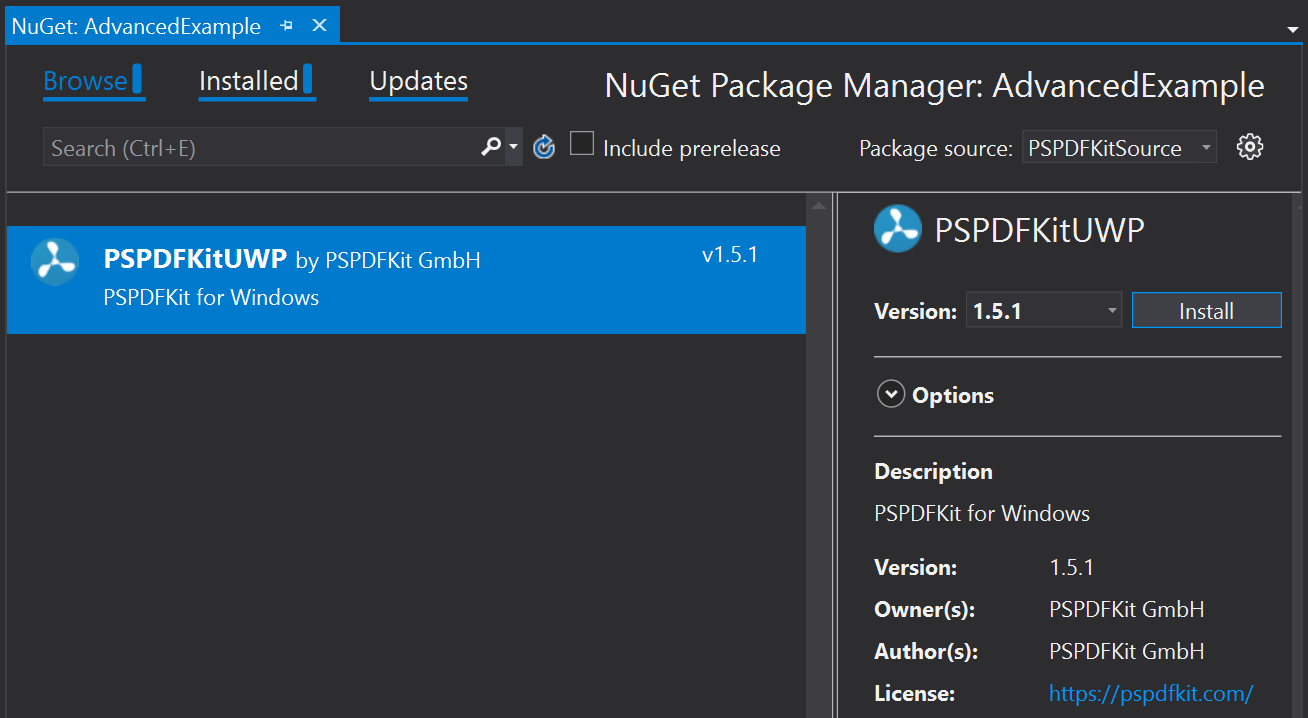 NuGet: AdvancedExample
Browse Installed Updates NuGet Package Manager: AdvancedExample
Search (Ctrl+E) Include prerelease Package source: PSPDFKitSource
PSPDFKitUWP by PSPDFKit GmbH v1.5.1
PSPDFKit for Windows
PSPDFKitUWP
Version: 1.5.1 Install
Options
Description
PSPDFKit for Windows
Version: 1.5.1
Owner(s): PSPDFKit GmbH
Author(s): PSPDFKit GmbH
License: https://pspdfkit.com/